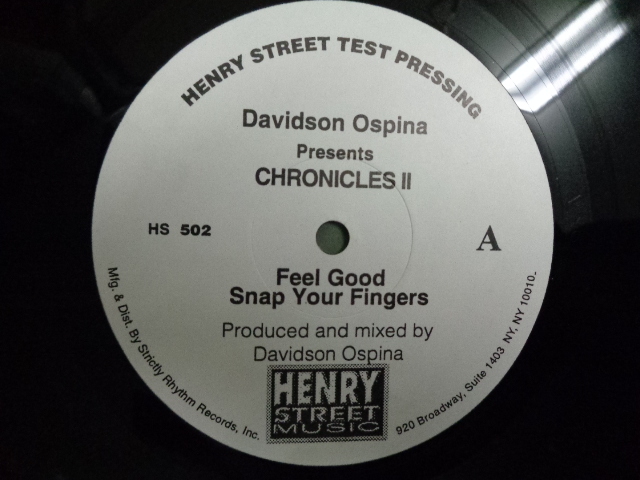 HENRY STREET TEST PRESSING
Davidson Ospina
Presents
CHRONICLES II
HS 502
A
Feel Good
Snap Your Fingers
Produced and mixed by
Davidson Ospina
HENRY
STREET
MUSIC
Mfg. & Dist. By Strictly Rhythm Records, Inc.
920 Broadway, Suite 1403 NY, NY 10010.